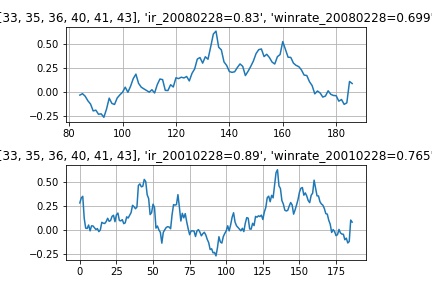 [33, 35, 36, 40, 41, 43], 'ir_20080228=0.83', 'winrate_20080228=0.699'
0.50
0.25
0.00
−0.25
80 100 120 140 160 180
[33, 35, 36, 40, 41, 43], 'ir_20010228=0.89', 'winrate_20010228=0.765'
0.50
0.25
0.00
−0.25
0 25 50 75 100 125 150 175